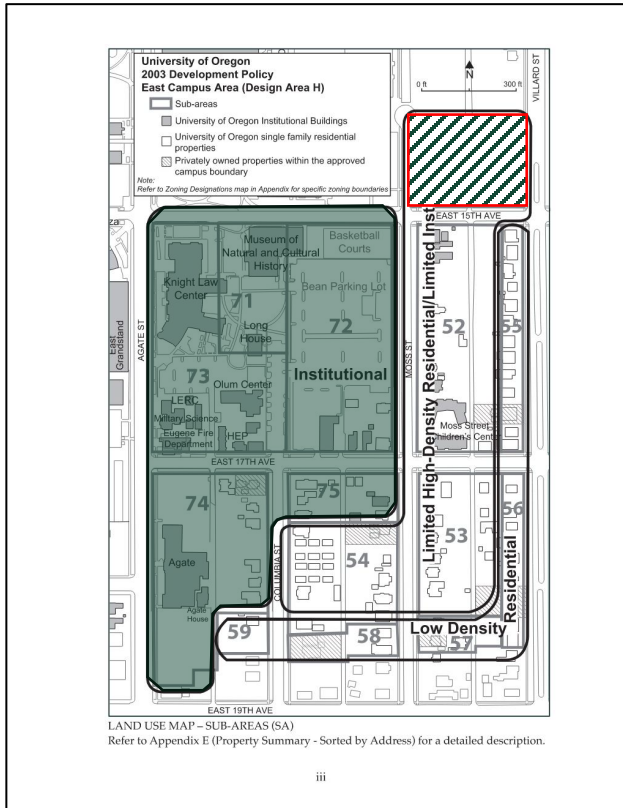 University of Oregon
2003 Development Policy
East Campus Area (Design Area H)
Sub-areas
University of Oregon Institutional Buildings
University of Oregon single family residential
properties
Privately owned properties within the approved
campus boundary
Note:
Refer to Zoning Designations map in Appendix for specific zoning boundaries
N
0 ft 300 ft
VILLARD ST
EAST 15TH AVE
Museum of
Natural and Cultural
History
Basketball
Courts
Knight Law
Center
71
Bean Parking Lot
72
Long
House
Institutional
AGATE ST
East
Grandstand
73
Olum Center
LERC
Military Science
Eugene Fire
Department
HEP
EAST 17TH AVE
MOSS ST
Limited High-Density Residential/Limited Inst
52
55
Moss Street
Children's Center
74
75
COLUMBIA ST
54
53
56
Residential
Agate
Agate
House
59
58
Low Density
57
EAST 19TH AVE
LAND USE MAP – SUB-AREAS (SA)
Refer to Appendix E (Property Summary - Sorted by Address) for a detailed description.
iii